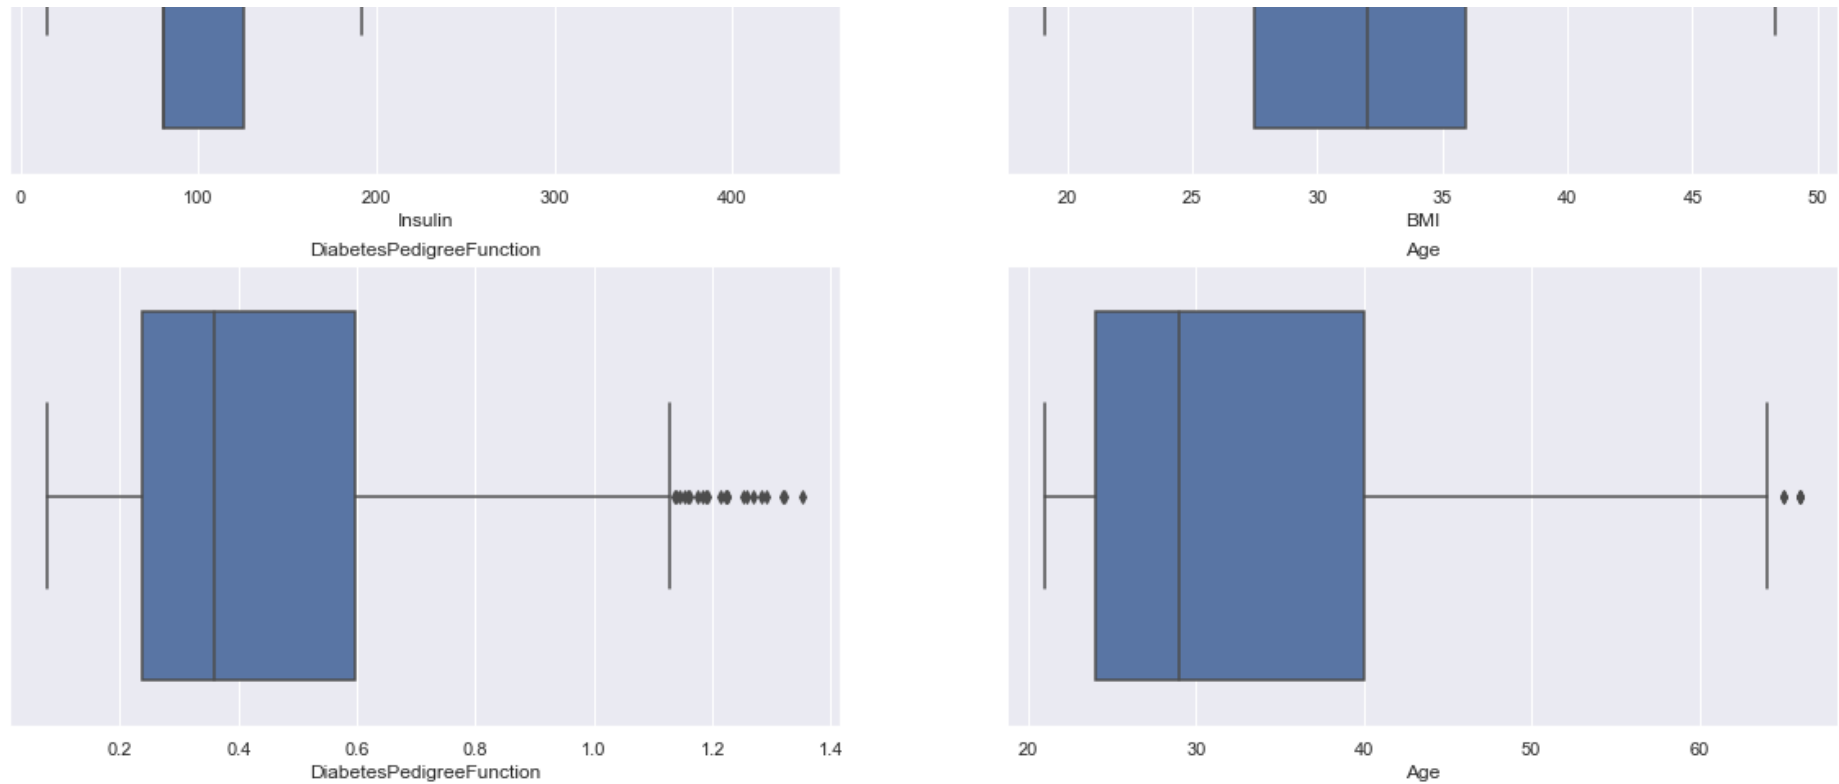 0 100 200 300 400
Insulin
20 25 30 35 40 45 50
BMI
DiabetesPedigreeFunction
0.2 0.4 0.6 0.8 1.0 1.2 1.4
DiabetesPedigreeFunction
Age
20 30 40 50 60
Age